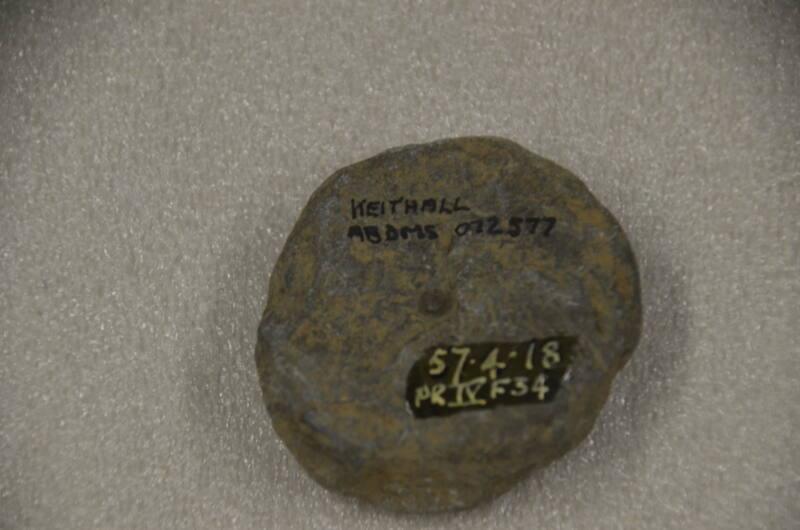 KEITHALL
ABDMS 072577
57.4.18
PR IV F34